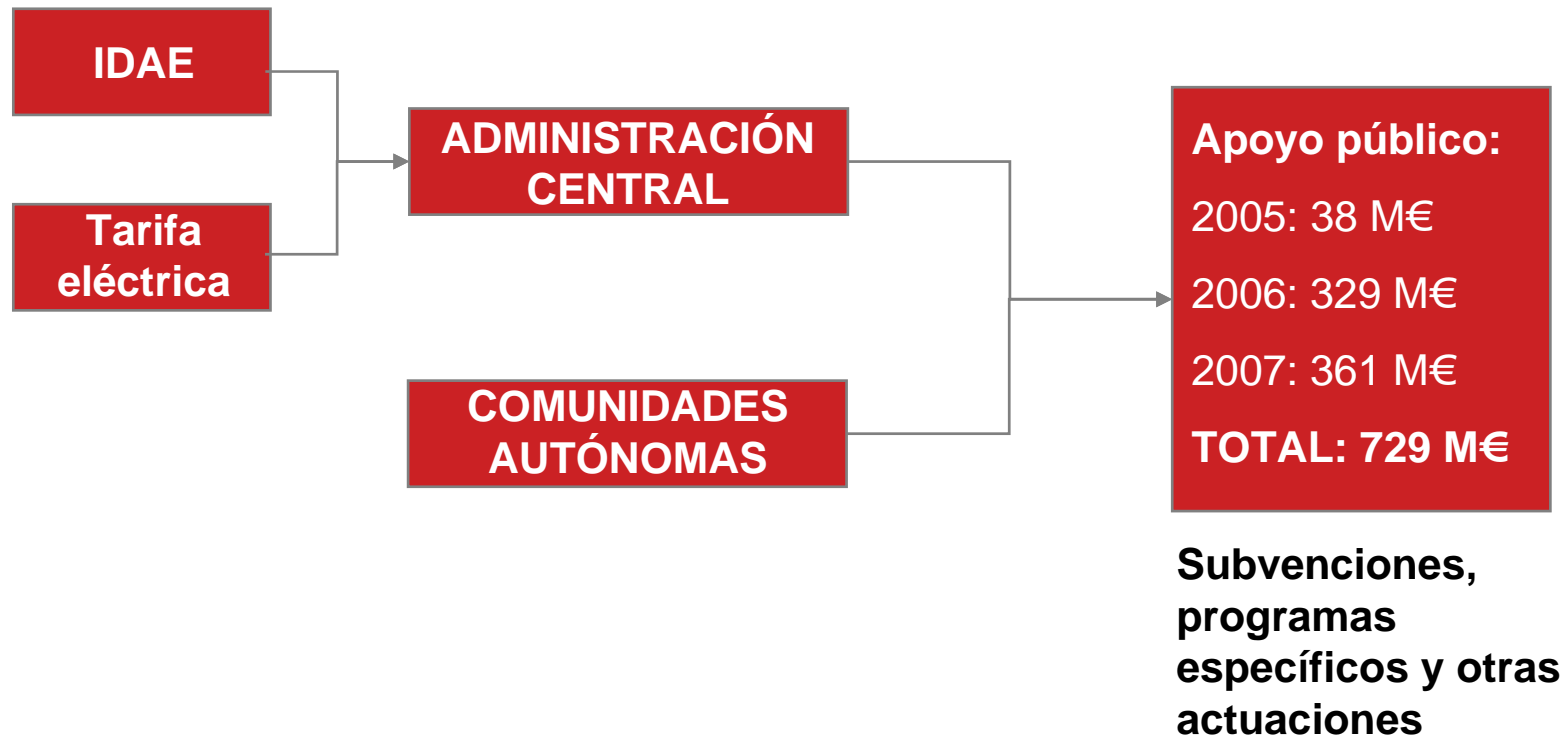 IDAE
Tarifa
eléctrica
ADMINISTRACIÓN
CENTRAL
COMUNIDADES
AUTÓNOMAS
Apoyo público:
2005: 38 M€
2006: 329 M€
2007: 361 M€
TOTAL: 729 M€
Subvenciones,
programas
específicos y otras
actuaciones